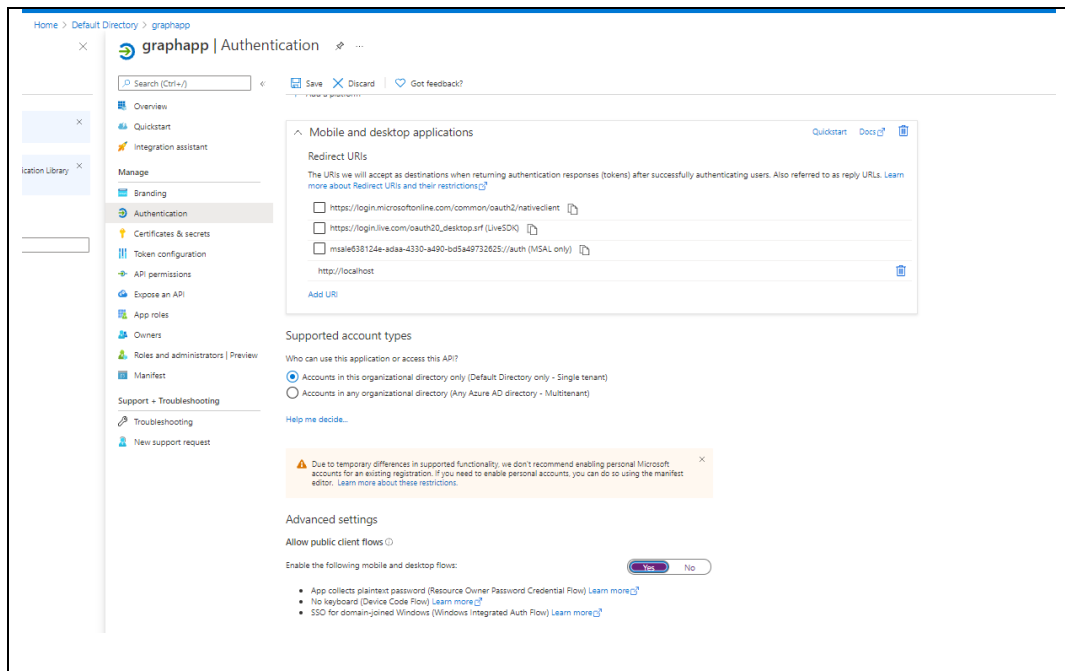 Home > Default Directory > graphapp
graphapp | Authentication
Search (Ctrl+/)
Save
Discard
Got feedback?
Overview
Quickstart
Integration assistant
Manage
Branding
Authentication
Certificates & secrets
Token configuration
API permissions
Expose an API
App roles
Owners
Roles and administrators | Preview
Manifest
Support + Troubleshooting
Troubleshooting
New support request
ication Library
Add a platform
Mobile and desktop applications
Quickstart
Docs
Redirect URIs
The URIs we will accept as destinations when returning authentication responses (tokens) after successfully authenticating users. Also referred to as reply URLs. Learn
more about Redirect URIs and their restrictions
https://login.microsoftonline.com/common/oauth2/nativeclient
https://login.live.com/oauth20_desktop.srf (LiveSDK)
msale638124e-adaa-4330-a490-bd5a49732625://auth (MSAL only)
http://localhost
Add URI
Supported account types
Who can use this application or access this API?
Accounts in this organizational directory only (Default Directory only - Single tenant)
Accounts in any organizational directory (Any Azure AD directory - Multitenant)
Help me decide...
Due to temporary differences in supported functionality, we don't recommend enabling personal Microsoft
accounts for an existing registration. If you need to enable personal accounts, you can do so using the manifest
editor. Learn more about these restrictions.
Advanced settings
Allow public client flows
Enable the following mobile and desktop flows:
Yes
No
App collects plaintext password (Resource Owner Password Credential Flow) Learn more
No keyboard (Device Code Flow) Learn more
SSO for domain-joined Windows (Windows Integrated Auth Flow) Learn more